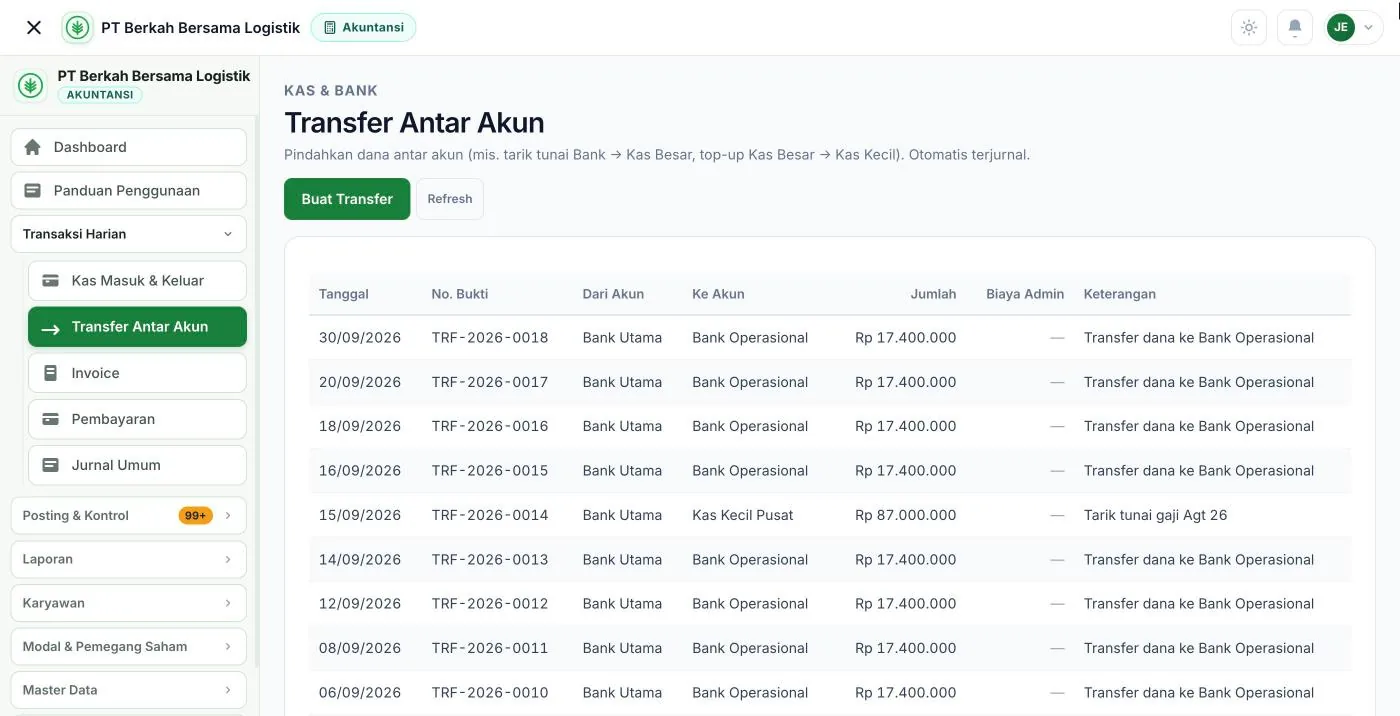 PT Berkah Bersama Logistik Akuntansi JE
PT Berkah Bersama Logistik
AKUNTANSI
Dashboard
Panduan Penggunaan
Transaksi Harian
Kas Masuk & Keluar
Transfer Antar Akun
Invoice
Pembayaran
Jurnal Umum
Posting & Kontrol 99+
Laporan
Karyawan
Modal & Pemegang Saham
Master Data
KAS & BANK
Transfer Antar Akun
Pindahkan dana antar akun (mis. tarik tunai Bank → Kas Besar, top-up Kas Besar → Kas Kecil). Otomatis terjurnal.
Buat Transfer Refresh
Tanggal No. Bukti Dari Akun Ke Akun Jumlah Biaya Admin Keterangan
30/09/2026 TRF-2026-0018 Bank Utama Bank Operasional Rp 17.400.000 — Transfer dana ke Bank Operasional
20/09/2026 TRF-2026-0017 Bank Utama Bank Operasional Rp 17.400.000 — Transfer dana ke Bank Operasional
18/09/2026 TRF-2026-0016 Bank Utama Bank Operasional Rp 17.400.000 — Transfer dana ke Bank Operasional
16/09/2026 TRF-2026-0015 Bank Utama Bank Operasional Rp 17.400.000 — Transfer dana ke Bank Operasional
15/09/2026 TRF-2026-0014 Bank Utama Kas Kecil Pusat Rp 87.000.000 — Tarik tunai gaji Agt 26
14/09/2026 TRF-2026-0013 Bank Utama Bank Operasional Rp 17.400.000 — Transfer dana ke Bank Operasional
12/09/2026 TRF-2026-0012 Bank Utama Bank Operasional Rp 17.400.000 — Transfer dana ke Bank Operasional
08/09/2026 TRF-2026-0011 Bank Utama Bank Operasional Rp 17.400.000 — Transfer dana ke Bank Operasional
06/09/2026 TRF-2026-0010 Bank Utama Bank Operasional Rp 17.400.000 — Transfer dana ke Bank Operasional